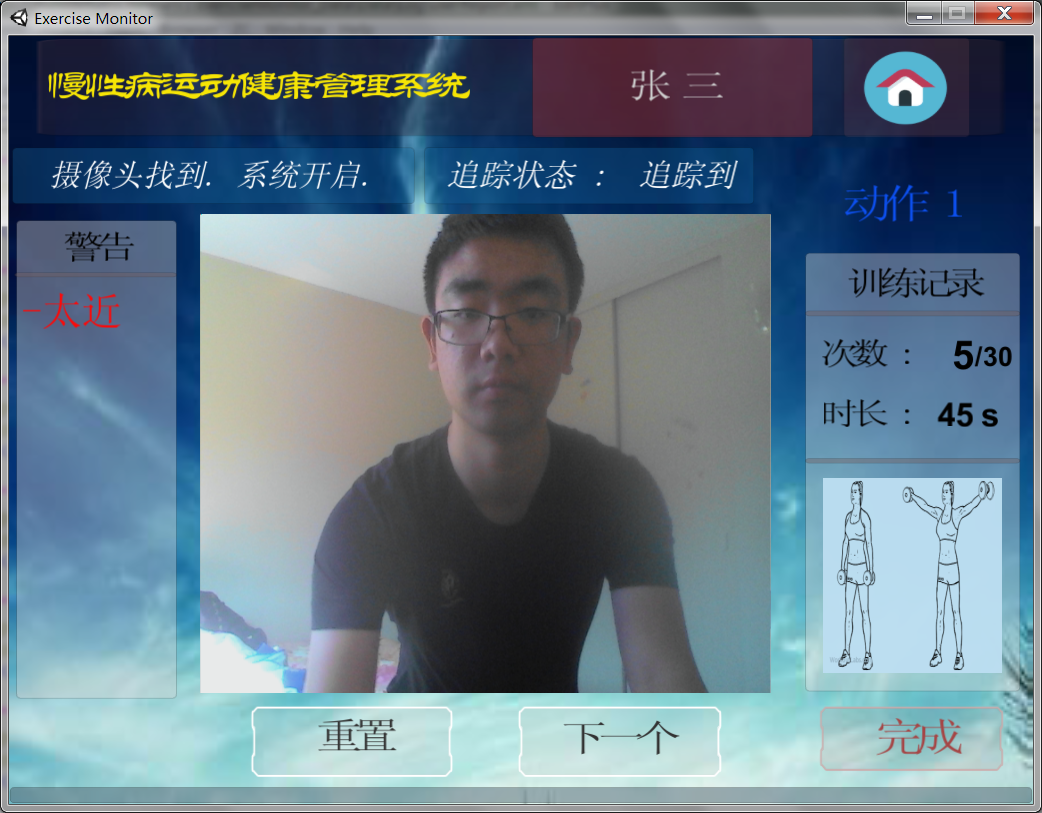 Exercise Monitor
慢性病运动健康管理系统
张 三
摄像头找到. 系统开启.
追踪状态 : 追踪到
动作 1
警告
-太近
训练记录
次数 : 5/30
时长 : 45 s
重置
下一个
完成